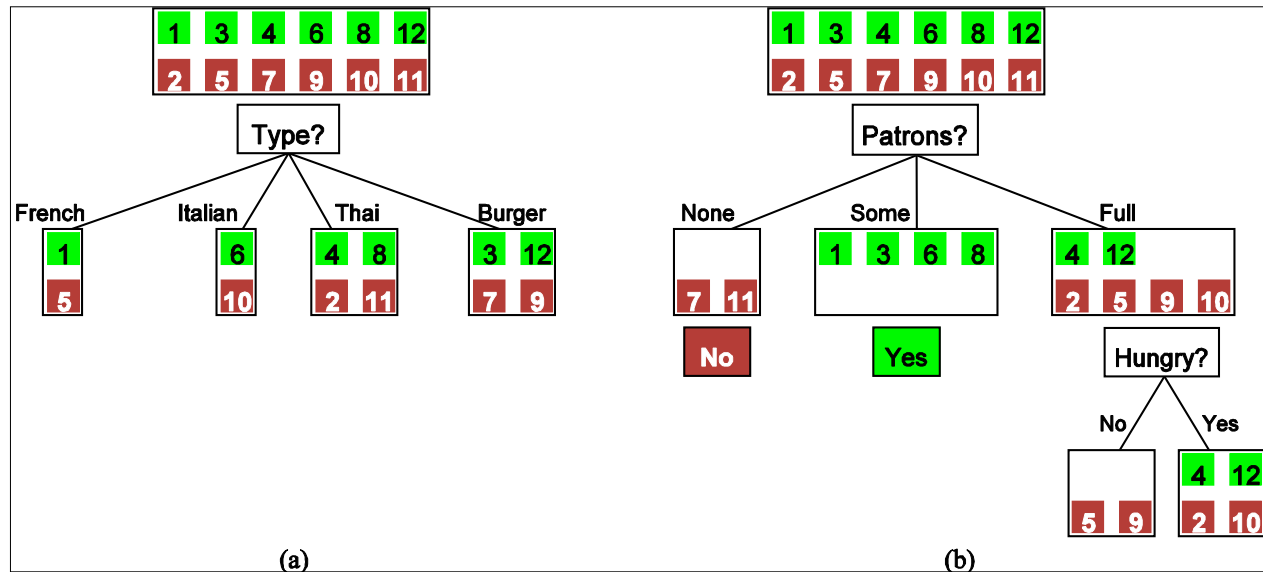 1 3 4 6 8 12
2 5 7 9 10 11
Type?
French Italian Thai Burger
1 6 4 8 3 12
5 10 2 11 7 9
(a)
1 3 4 6 8 12
2 5 7 9 10 11
Patrons?
None Some Full
1 3 6 8 4 12
7 11 2 5 9 10
No Yes Hungry?
No Yes
4 12
5 9 2 10
(b)